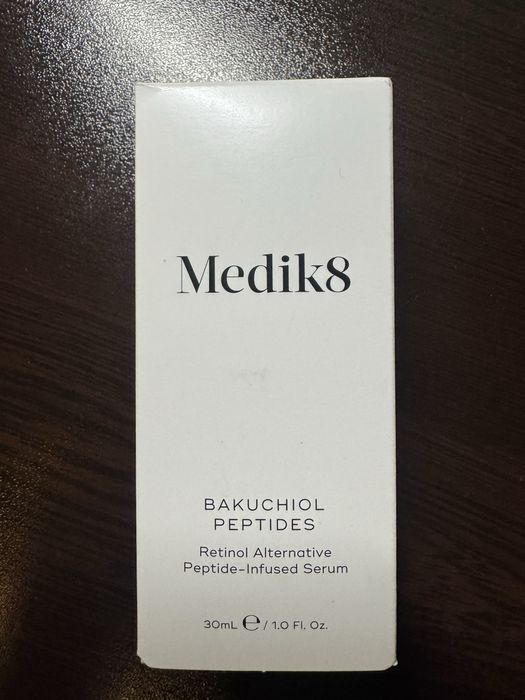 Medik8
BAKUCHIOL
PEPTIDES
Retinol Alternative
Peptide-Infused Serum
30mL ℮ / 1.0 Fl. Oz.